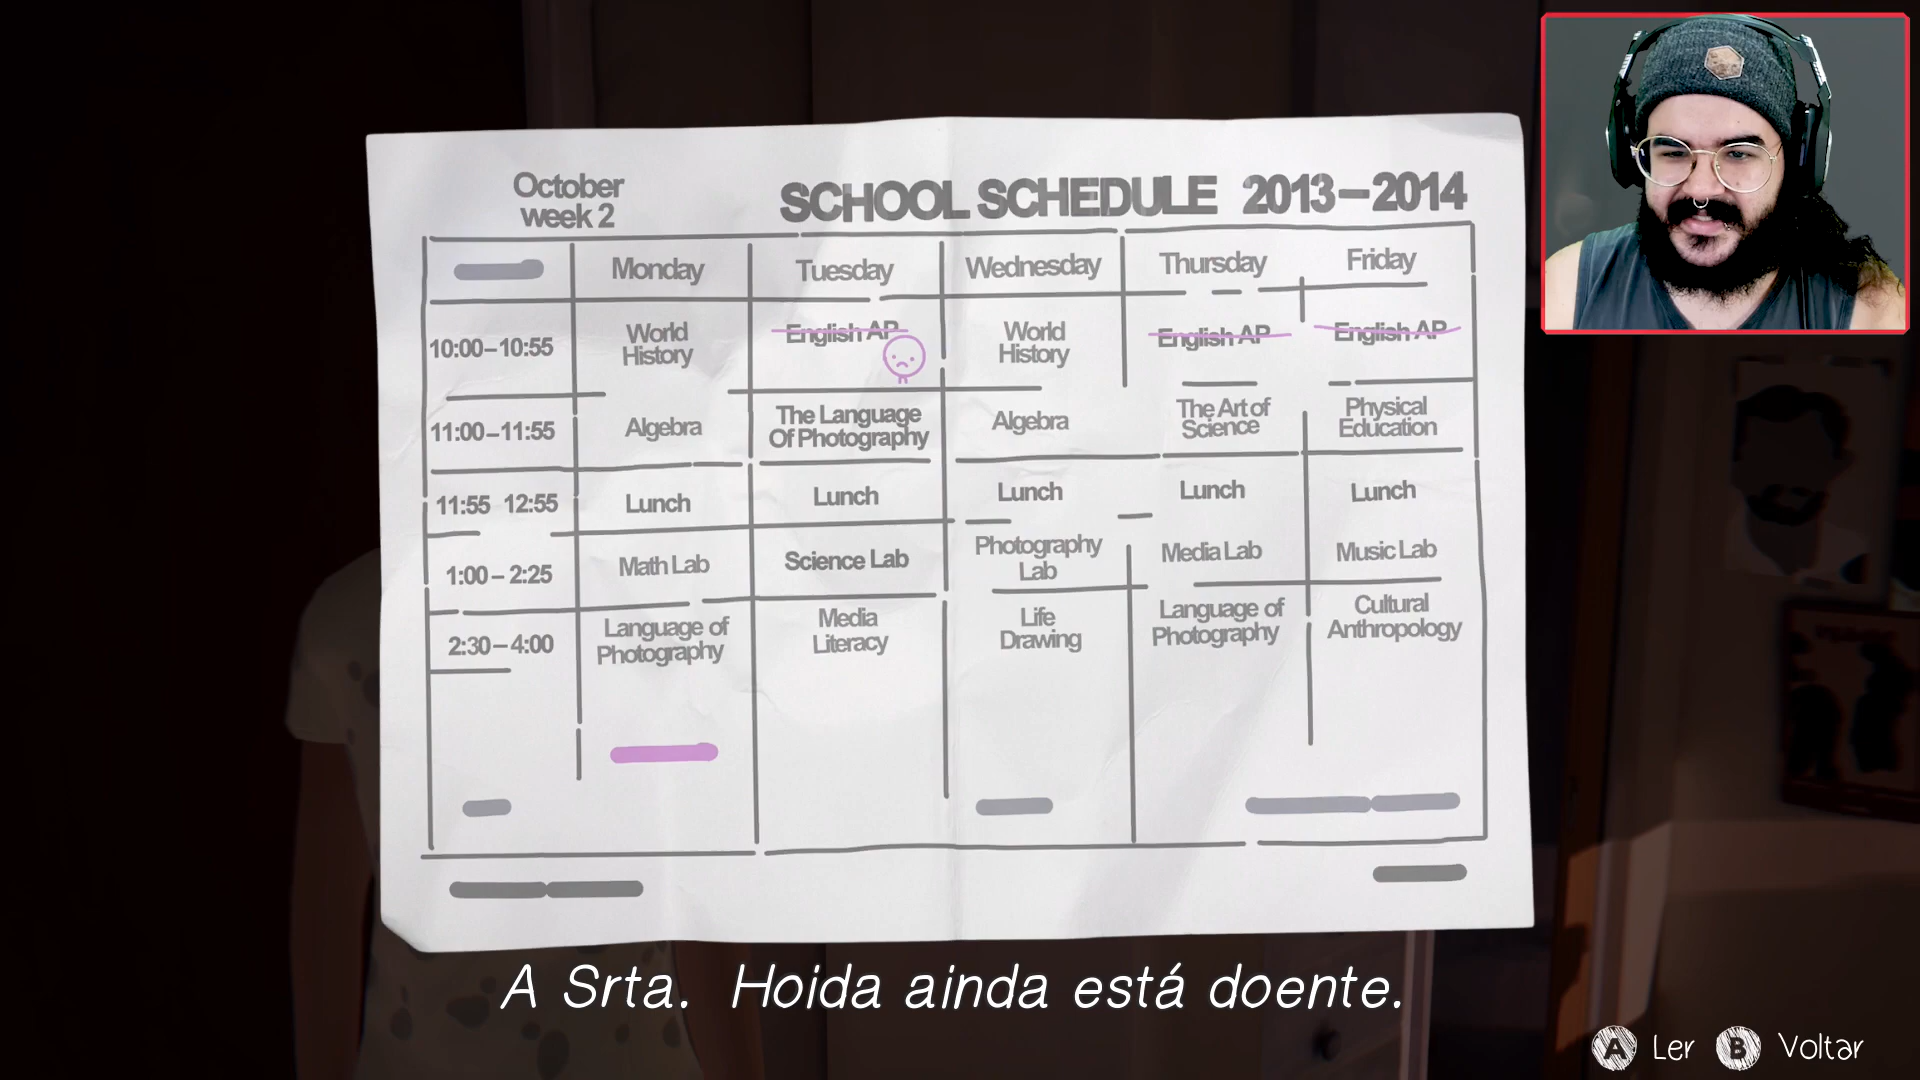 October
week 2
SCHOOL SCHEDULE 2013-2014
Monday Tuesday Wednesday Thursday Friday
10:00-10:55
World
History
English AP
World
History
English AP
English AP
11:00-11:55
Algebra
The Language
Of Photography
Algebra
The Art of
Science
Physical
Education
11:55 12:55
Lunch
Lunch
Lunch
Lunch
Lunch
1:00-2:25
Math Lab
Science Lab
Photography
Lab
Media Lab
Music Lab
2:30-4:00
Language of
Photography
Media
Literacy
Life
Drawing
Language of
Photography
Cultural
Anthropology
A Srta. Hoida ainda está doente.
A Ler B Voltar